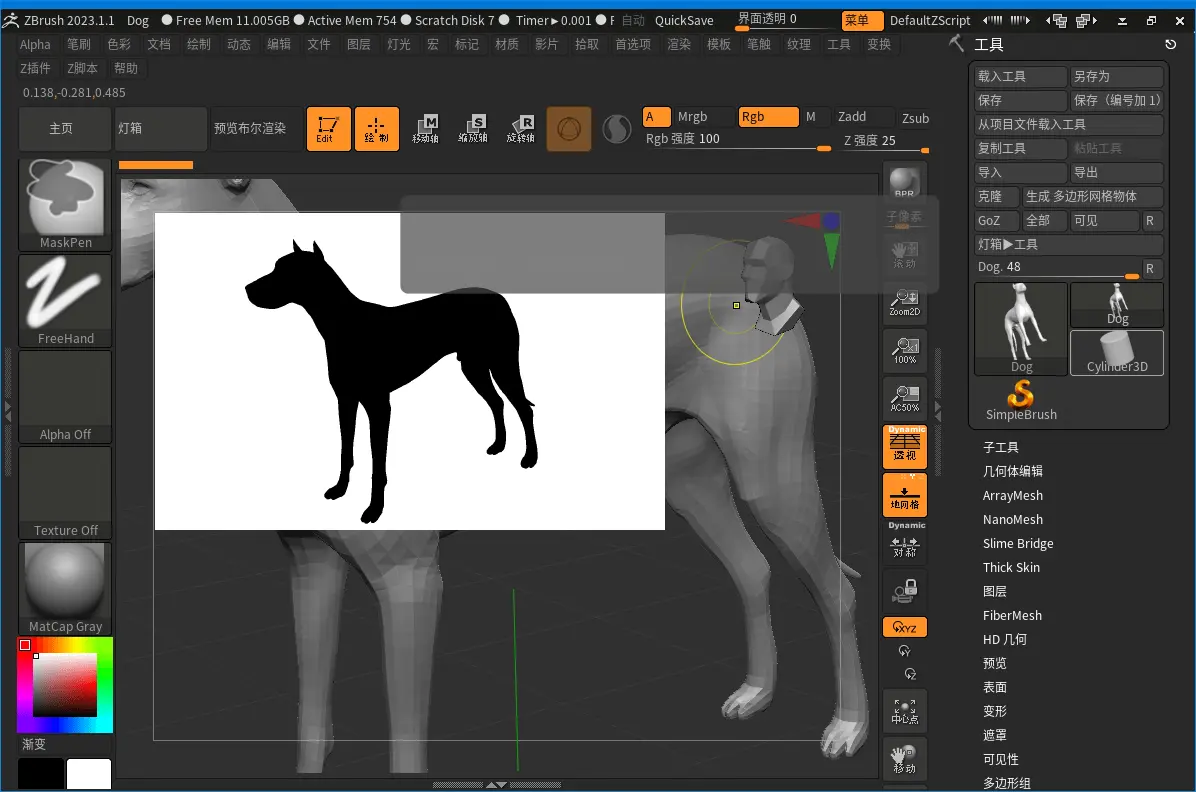 ZBrush 2023.1.1 Dog Free Mem 11.005GB Active Mem 754 Scratch Disk 7 Timer▸0.001 自动 QuickSave 界面透明 0 菜单 DefaultZScript
Alpha 笔刷 色彩 文档 绘制 动态 编辑 文件 图层 灯光 宏 标记 材质 影片 拾取 首选项 渲染 模板 笔触 纹理 工具 变换
Z插件 Z脚本 帮助
0.138,-0.281,0.485
主页 灯箱 预览布尔渲染 Edit 绘制 移动轴 缩放轴 旋转轴
A Mrgb Rgb M Zadd Zsub
Rgb 强度 100 Z 强度 25
MaskPen
FreeHand
Alpha Off
Texture Off
MatCap Gray
渐变
BPR
子像素
滚动
Zoom2D
100%
AC50%
Dynamic
透视
地网格
Dynamic
对称
XYZ
Y
Z
中心点
移动
工具
载入工具 另存为
保存 保存（编号加 1）
从项目文件载入工具
复制工具 粘贴工具
导入 导出
克隆 生成 多边形网格物体
GoZ 全部 可见 R
灯箱▶工具
Dog. 48 R
Dog
Dog Cylinder3D
SimpleBrush
子工具
几何体编辑
ArrayMesh
NanoMesh
Slime Bridge
Thick Skin
图层
FiberMesh
HD 几何
预览
表面
变形
遮罩
可见性
多边形组